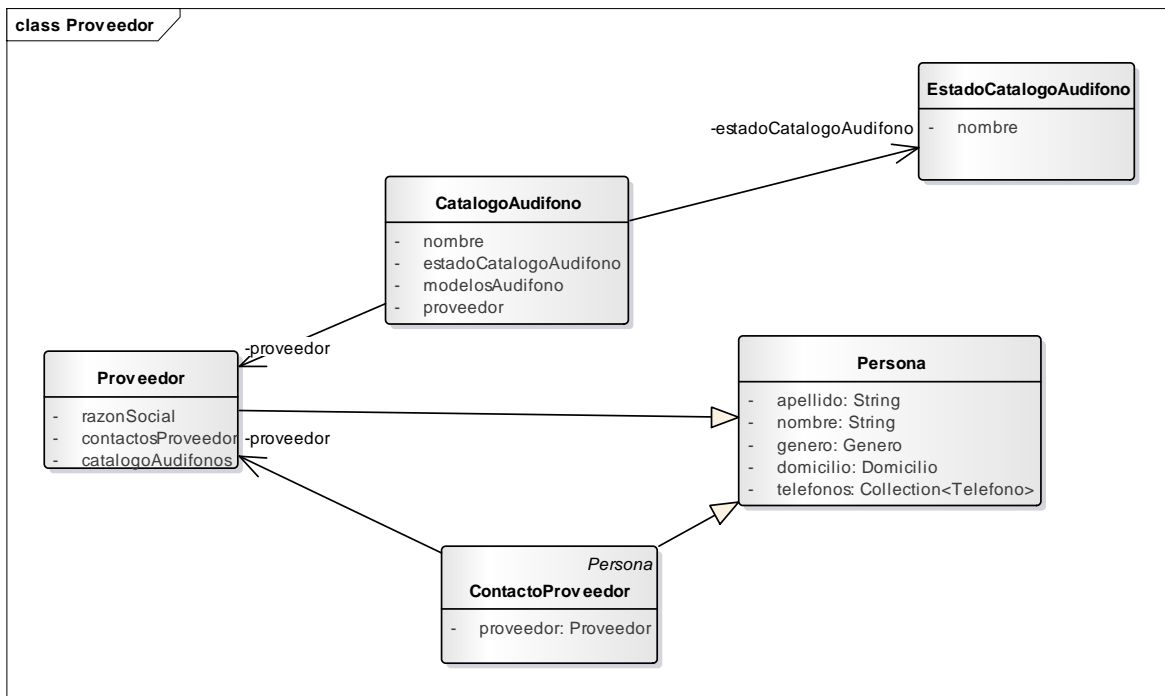 class Proveedor
EstadoCatalogoAudifono
- nombre
-estadoCatalogoAudifono
CatalogoAudifono
- nombre
- estadoCatalogoAudifono
- modelosAudifono
- proveedor
-proveedor
Proveedor
- razonSocial
- contactosProveedor
- catalogoAudifonos
-proveedor
Persona
- apellido: String
- nombre: String
- genero: Genero
- domicilio: Domicilio
- telefonos: Collection<Telefono>
Persona
ContactoProveedor
- proveedor: Proveedor